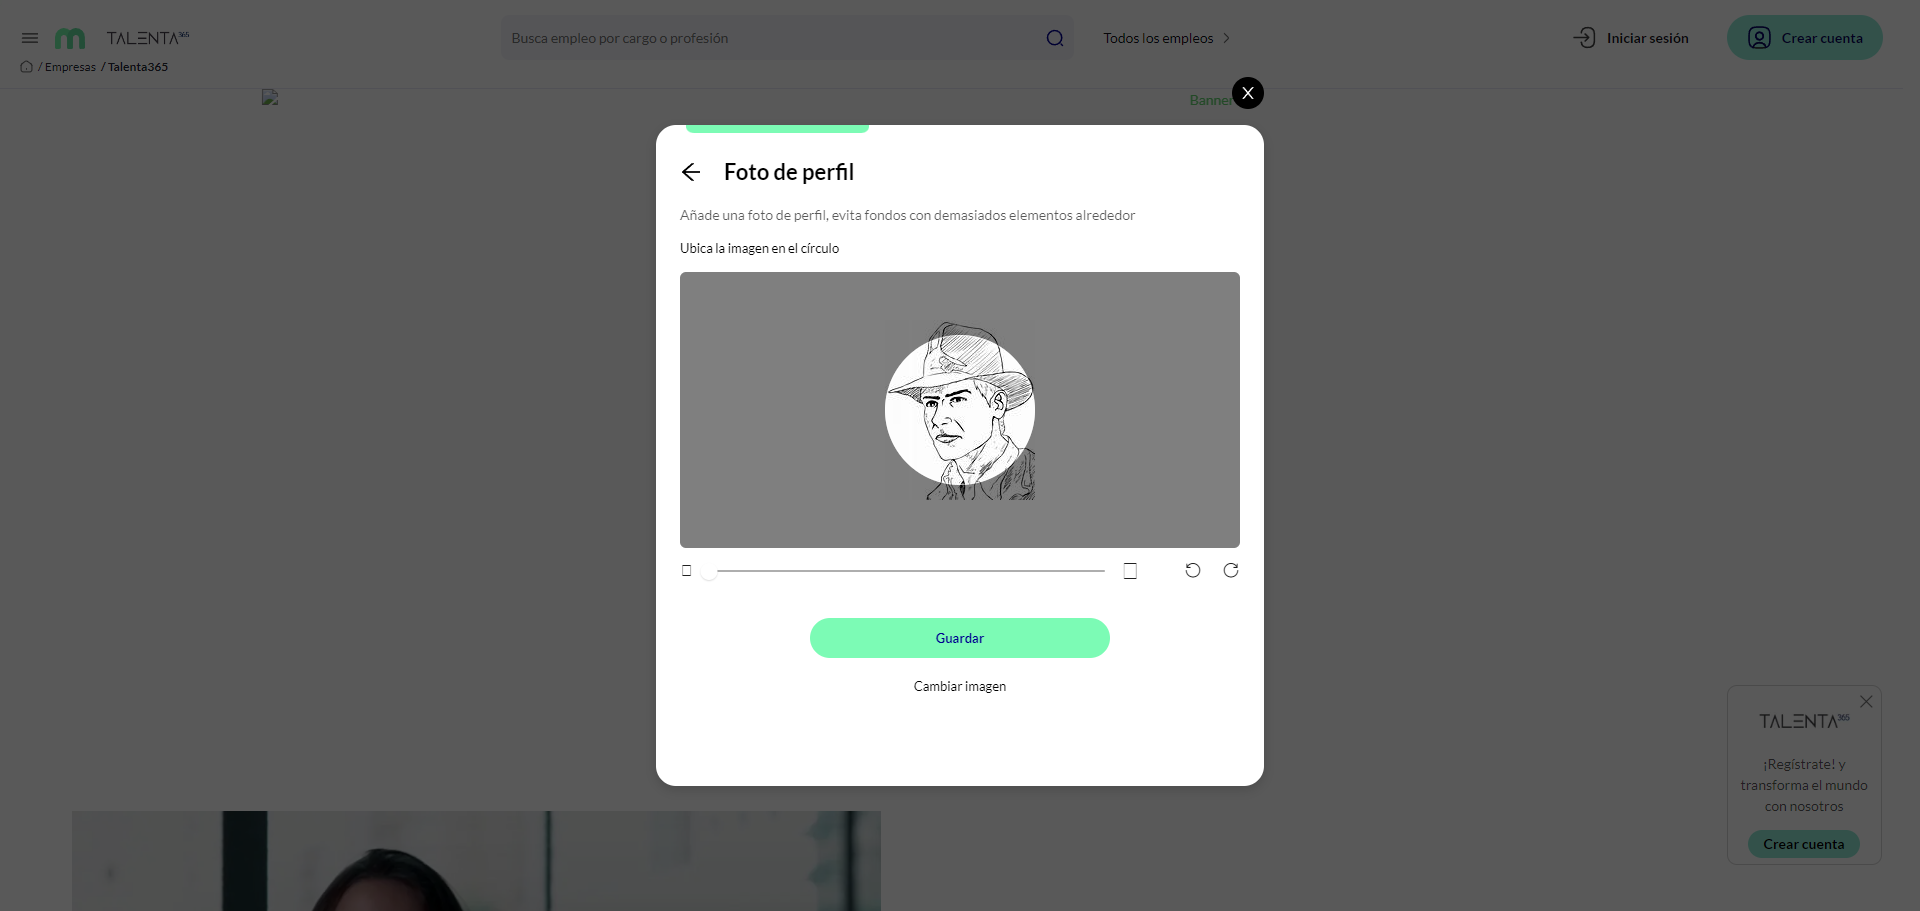 TALENTA365
Busca empleo por cargo o profesión
Todos los empleos
Iniciar sesión
Crear cuenta
/ Empresas / Talenta365
Banner
X
Foto de perfil
Añade una foto de perfil, evita fondos con demasiados elementos alrededor
Ubica la imagen en el círculo
Guardar
Cambiar imagen
TALENTA365
¡Regístrate! y
transforma el mundo
con nosotros
Crear cuenta